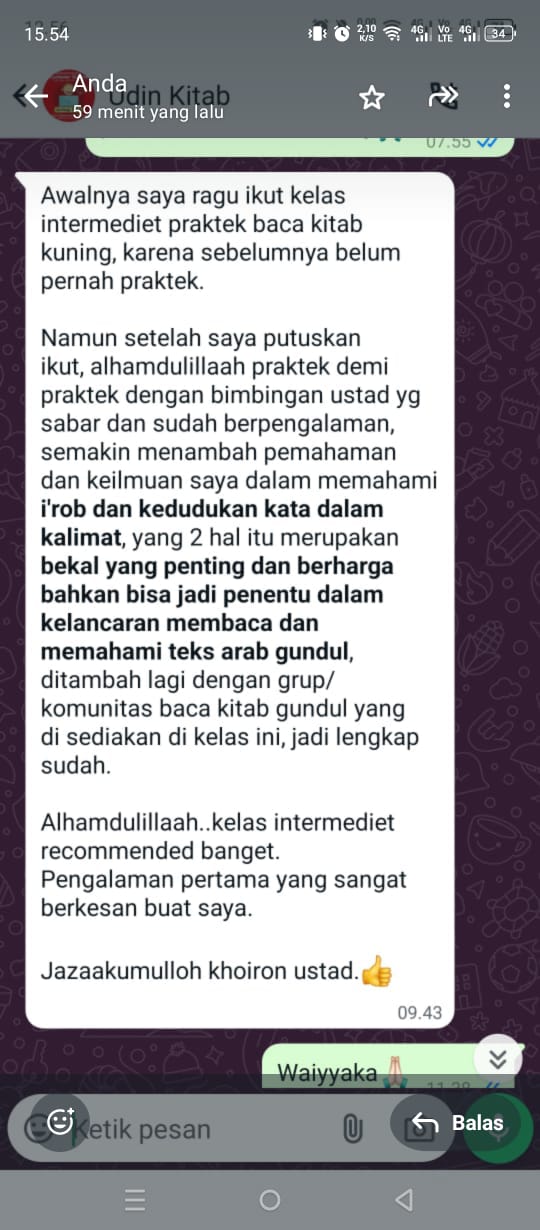 15.54
2,10 K/S 4G Vo LTE 4G 34
Anda
Udin Kitab
59 menit yang lalu
07.55
Awalnya saya ragu ikut kelas
intermediet praktek baca kitab
kuning, karena sebelumnya belum
pernah praktek.
Namun setelah saya putuskan
ikut, alhamdulillaah praktek demi
praktek dengan bimbingan ustad yg
sabar dan sudah berpengalaman,
semakin menambah pemahaman
dan keilmuan saya dalam memahami
i'rob dan kedudukan kata dalam
kalimat, yang 2 hal itu merupakan
bekal yang penting dan berharga
bahkan bisa jadi penentu dalam
kelancaran membaca dan
memahami teks arab gundul,
ditambah lagi dengan grup/
komunitas baca kitab gundul yang
di sediakan di kelas ini, jadi lengkap
sudah.
Alhamdulillaah..kelas intermediet
recommended banget.
Pengalaman pertama yang sangat
berkesan buat saya.
Jazaakumulloh khoiron ustad.👍
09.43
Waiyyaka 🙏🏻
11.20
Ketik pesan
Balas